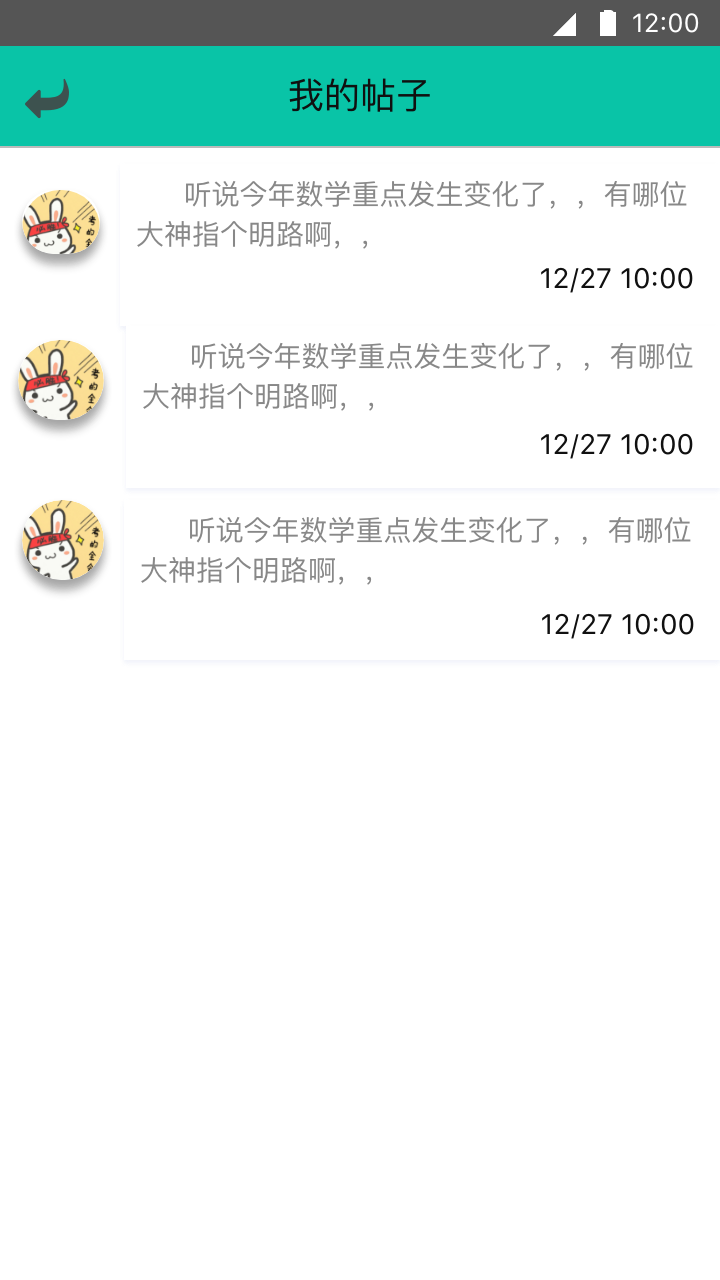 12:00
我的帖子
听说今年数学重点发生变化了，，有哪位
大神指个明路啊，，
12/27 10:00
听说今年数学重点发生变化了，，有哪位
大神指个明路啊，，
12/27 10:00
听说今年数学重点发生变化了，，有哪位
大神指个明路啊，，
12/27 10:00